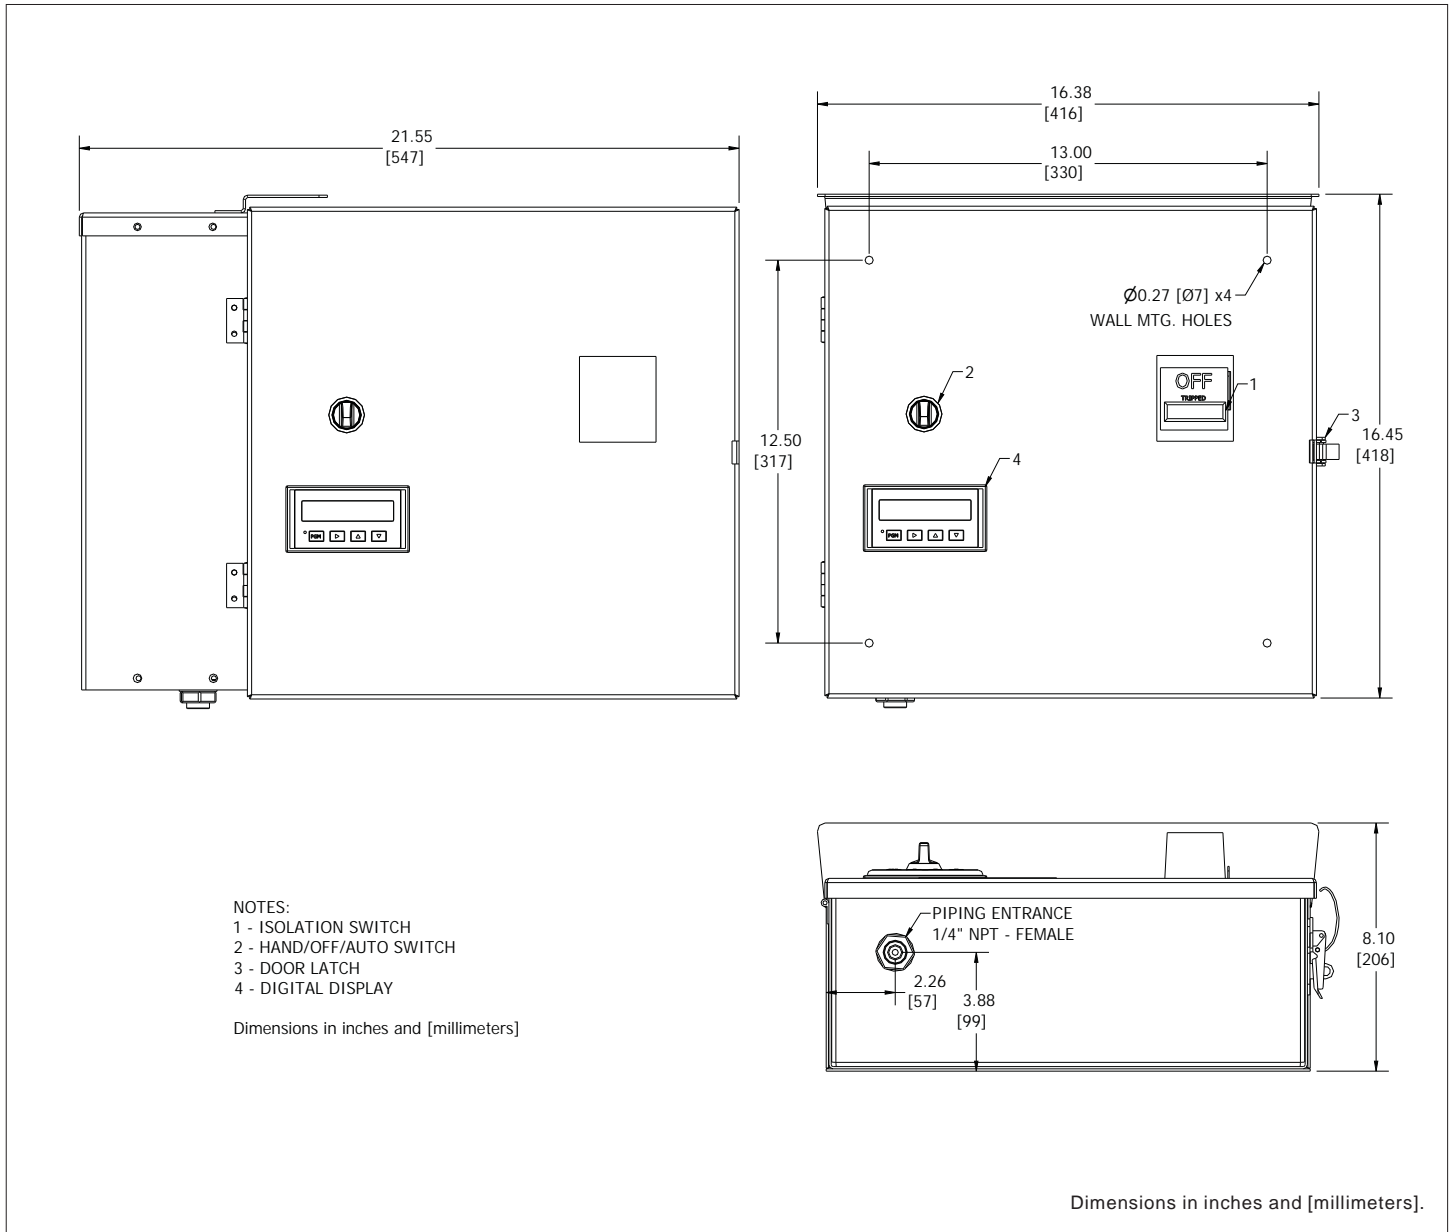 21.55
[547]
16.38
[416]
13.00
[330]
Ø0.27 [Ø7] x4
WALL MTG. HOLES
OFF
TRIPPED
1
2
3
16.45
[418]
12.50
[317]
4
PGM
PGM
PIPING ENTRANCE
1/4" NPT - FEMALE
2.26
[57]
3.88
[99]
8.10
[206]
NOTES:
1 - ISOLATION SWITCH
2 - HAND/OFF/AUTO SWITCH
3 - DOOR LATCH
4 - DIGITAL DISPLAY
Dimensions in inches and [millimeters]
Dimensions in inches and [millimeters].